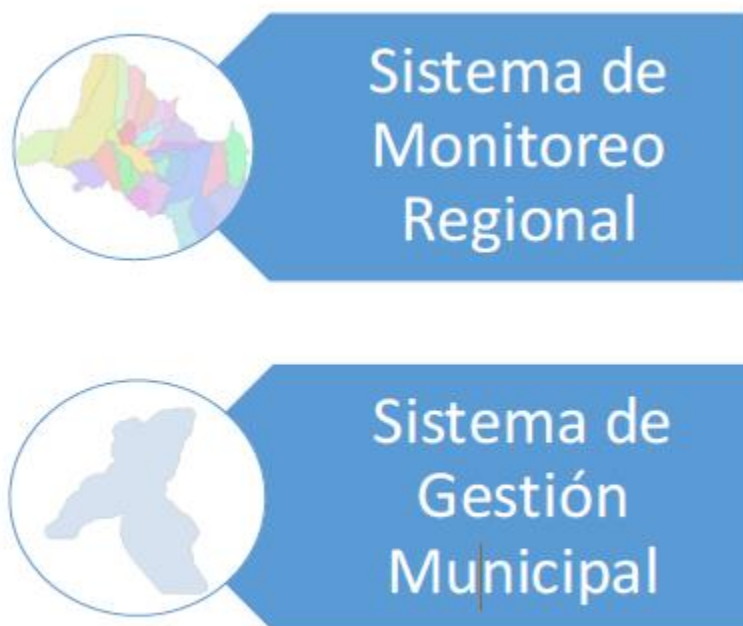 Sistema de
Monitoreo
Regional
Sistema de
Gestión
Municipal